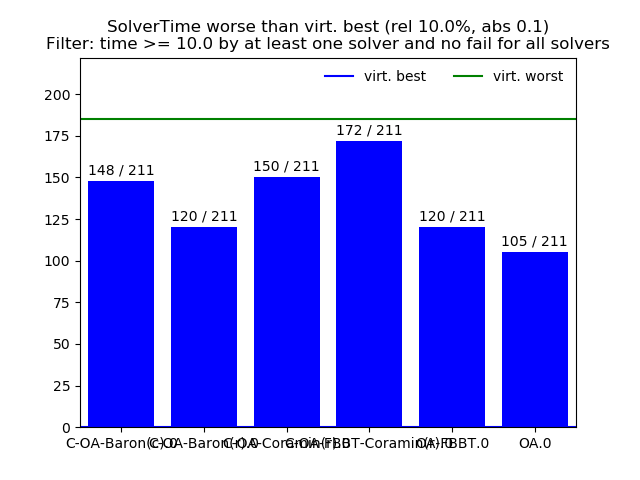 SolverTime worse than virt. best (rel 10.0%, abs 0.1)
Filter: time >= 10.0 by at least one solver and no fail for all solvers
virt. best
virt. worst
200
175
150
125
100
75
50
25
0
148 / 211
120 / 211
150 / 211
172 / 211
120 / 211
105 / 211
OA.0